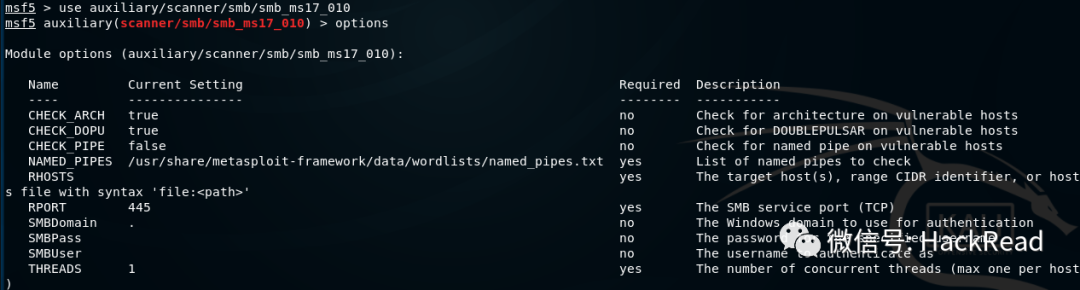 msf5 > use auxiliary/scanner/smb/smb_ms17_010
msf5 auxiliary(scanner/smb/smb_ms17_010) > options
Module options (auxiliary/scanner/smb/smb_ms17_010):
Name Current Setting Required Description
---- --------------- -------- -----------
CHECK_ARCH true no Check for architecture on vulnerable hosts
CHECK_DOPU true no Check for DOUBLEPULSAR on vulnerable hosts
CHECK_PIPE false no Check for named pipe on vulnerable hosts
NAMED_PIPES /usr/share/metasploit-framework/data/wordlists/named_pipes.txt yes List of named pipes to check
RHOSTS yes The target host(s), range CIDR identifier, or host
s file with syntax 'file:<path>'
RPORT 445 yes The SMB service port (TCP)
SMBDomain . no The Windows domain to use for authentication
SMBPass no The password username
SMBUser no The username to authenticate as
THREADS 1 yes The number of concurrent threads (max one per host
)
微信号: HackRead